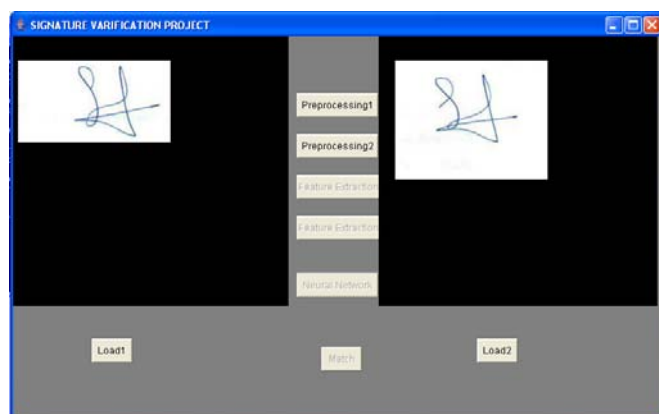 SIGNATURE VARIFICATION PROJECT
Preprocessing1
Preprocessing2
Feature Extraction
Feature Extraction
Neural Network
Load1
Match
Load2